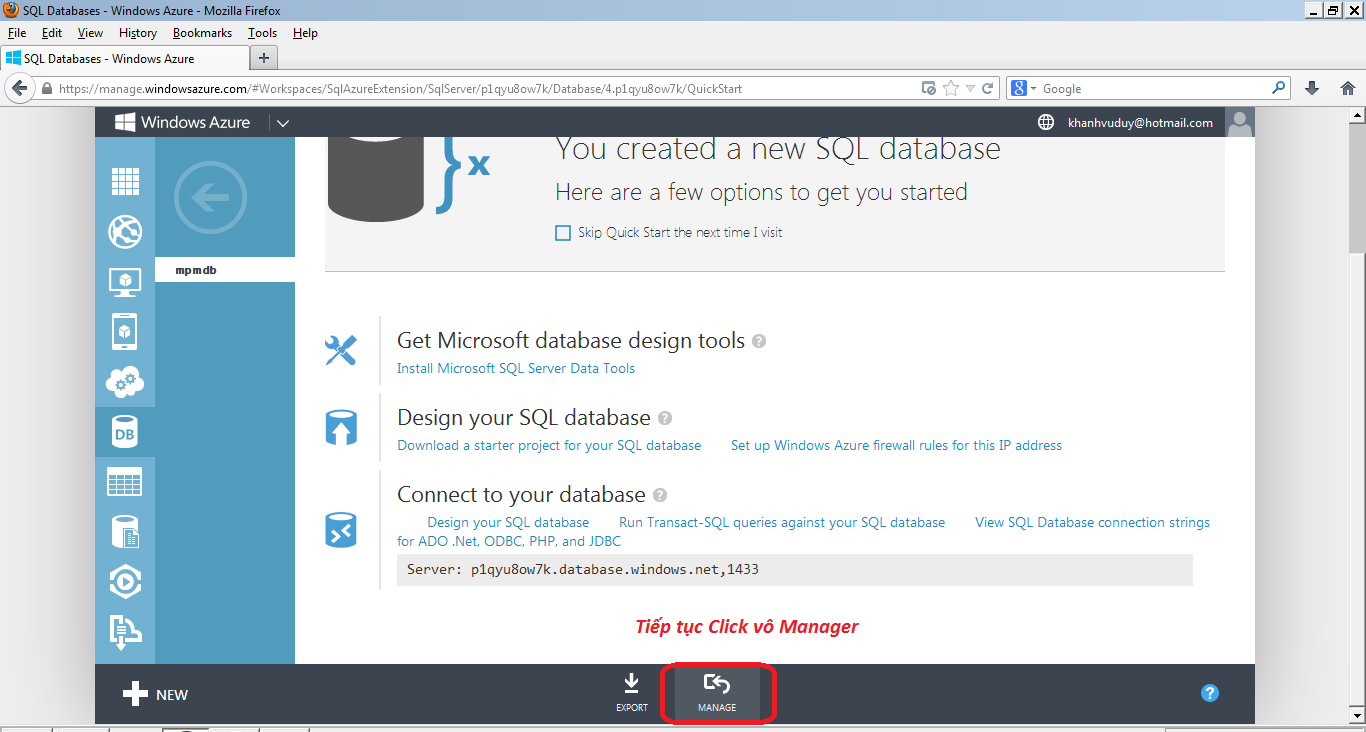 SQL Databases - Windows Azure - Mozilla Firefox
File Edit View History Bookmarks Tools Help
SQL Databases - Windows Azure
https://manage.windowsazure.com/#Workspaces/SqlAzureExtension/SqlServer/p1qyu8ow7k/Database/4.p1qyu8ow7k/QuickStart
Google
Windows Azure
khanhvuduy@hotmail.com
x
You created a new SQL database
Here are a few options to get you started
Skip Quick Start the next time I visit
mpmdb
Get Microsoft database design tools ?
Install Microsoft SQL Server Data Tools
Design your SQL database ?
Download a starter project for your SQL database Set up Windows Azure firewall rules for this IP address
DB
Connect to your database ?
Design your SQL database Run Transact-SQL queries against your SQL database View SQL Database connection strings
for ADO .Net, ODBC, PHP, and JDBC
Server: p1qyu8ow7k.database.windows.net,1433
Tiếp tục Click vô Manager
NEW
EXPORT
MANAGE
?